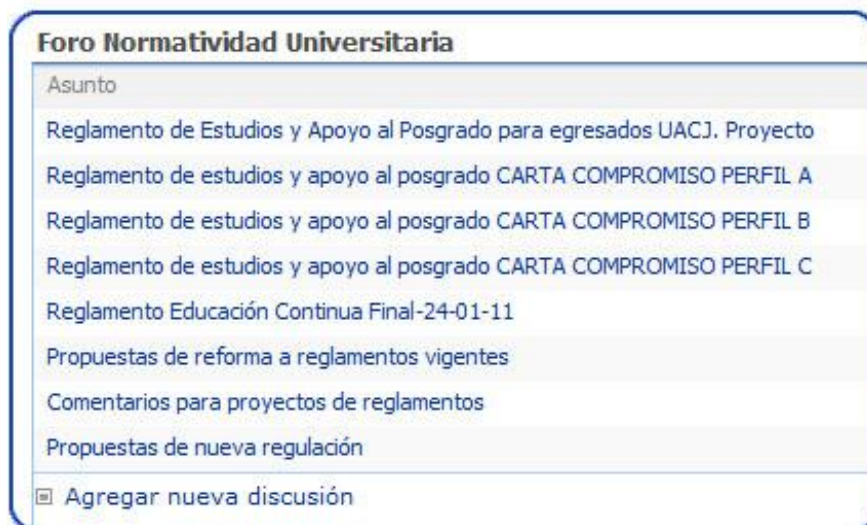 Foro Normatividad Universitaria
Asunto
Reglamento de Estudios y Apoyo al Posgrado para egresados UACJ. Proyecto
Reglamento de estudios y apoyo al posgrado CARTA COMPROMISO PERFIL A
Reglamento de estudios y apoyo al posgrado CARTA COMPROMISO PERFIL B
Reglamento de estudios y apoyo al posgrado CARTA COMPROMISO PERFIL C
Reglamento Educación Continua Final-24-01-11
Propuestas de reforma a reglamentos vigentes
Comentarios para proyectos de reglamentos
Propuestas de nueva regulación
Agregar nueva discusión